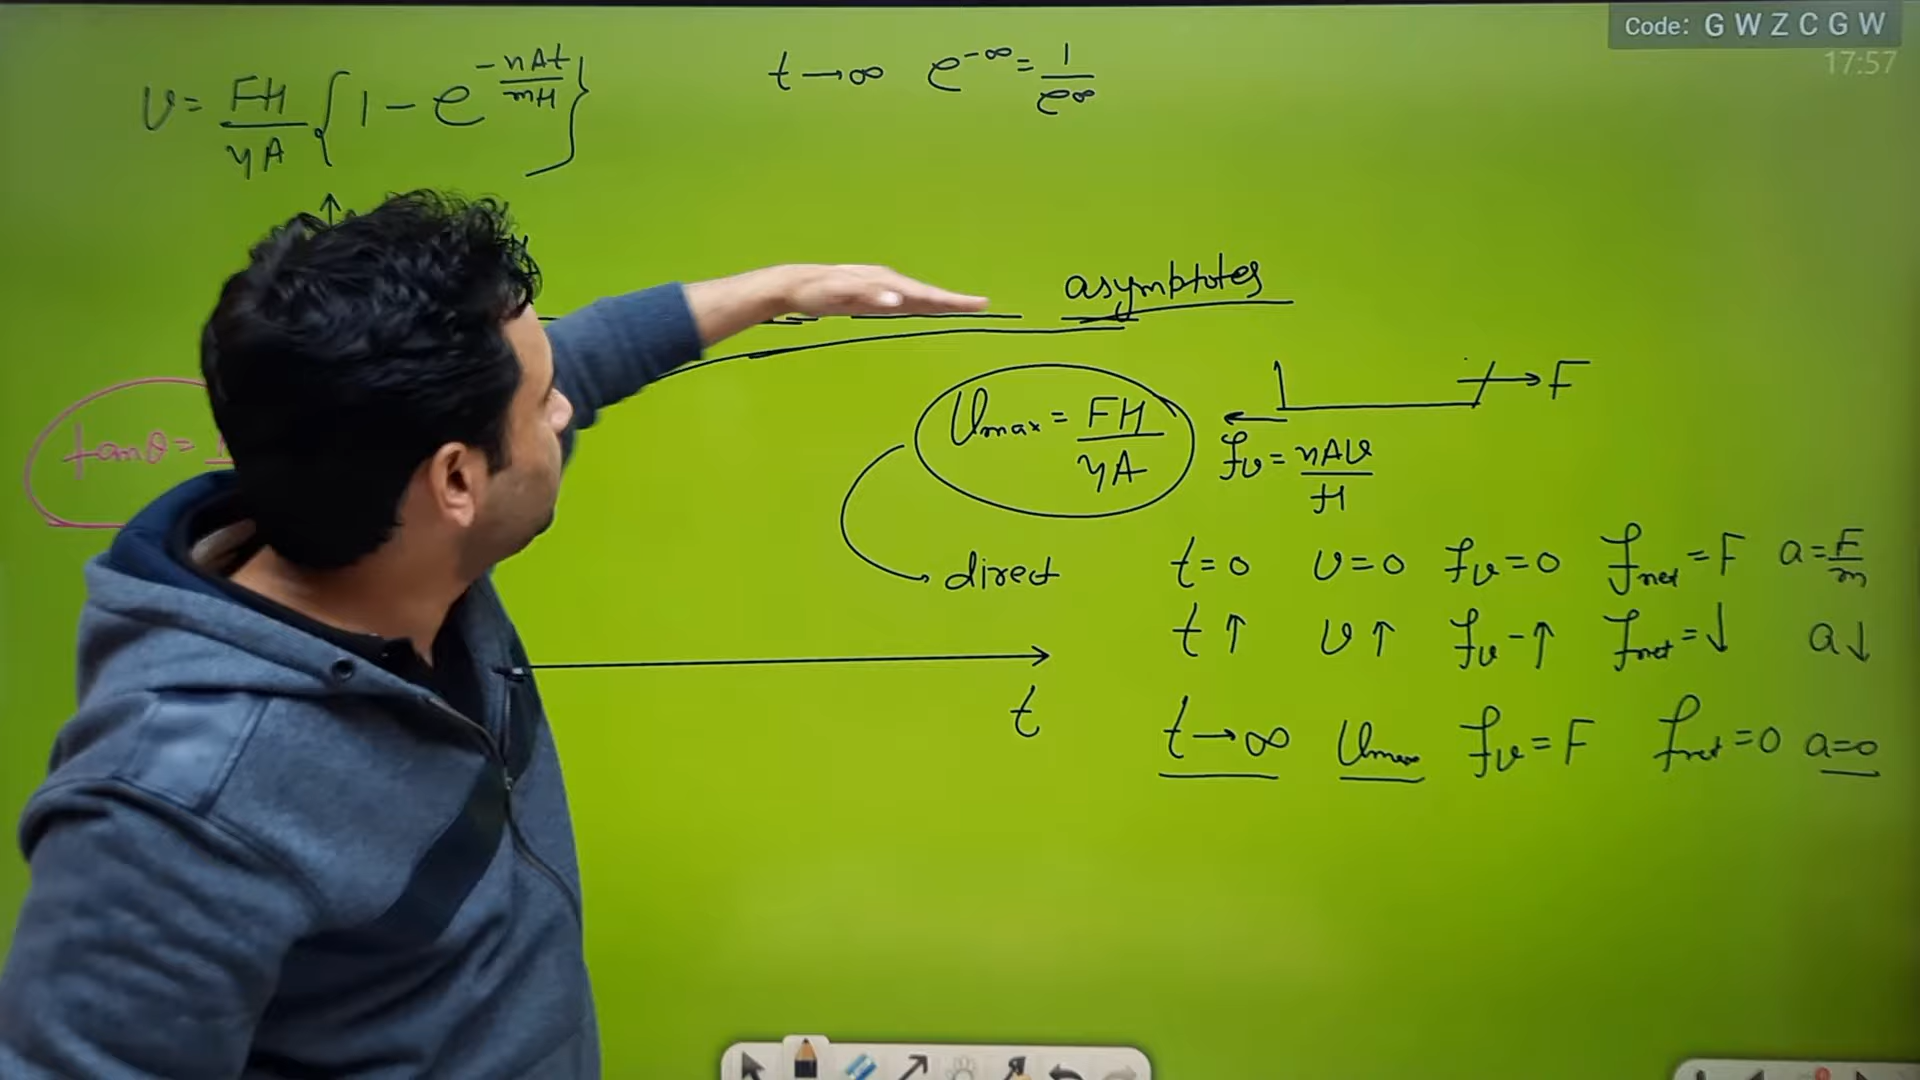 Code: G W Z C G W
17:57
v = FH/ηA {1 - e^(-ηAt/mH)}
t → ∞ e^-∞ = 1/e^∞
asymptotes
tanθ =
vmax = FH/ηA
F
fv = ηAv/H
direct
t = 0 v = 0 fv = 0 fnet = F a = F/m
t ↑ v ↑ fv - ↑ fnet = ↓ a ↓
t
t → ∞ vmax fv = F fnet = 0 a = 0